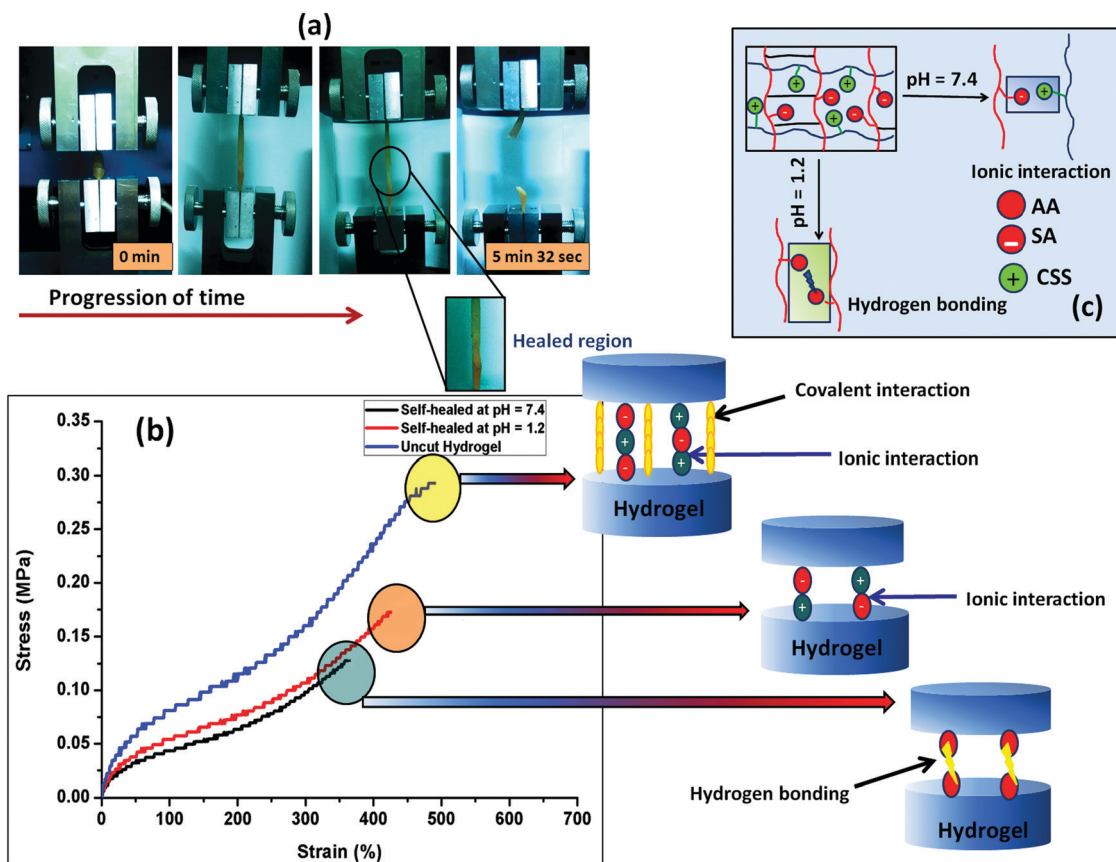 (a)
0 min
5 min 32 sec
Progression of time
Healed region
pH = 7.4
pH = 1.2
Ionic interaction
AA
SA
CSS
Hydrogen bonding
(c)
-
+
(b)
Self-healed at pH = 7.4
Self-healed at pH = 1.2
Uncut Hydrogel
Stress (MPa)
0.35
0.30
0.25
0.20
0.15
0.10
0.05
0.00
0 100 200 300 400 500 600 700
Strain (%)
Covalent interaction
Ionic interaction
Hydrogel
Ionic interaction
Hydrogel
Hydrogen bonding
Hydrogel